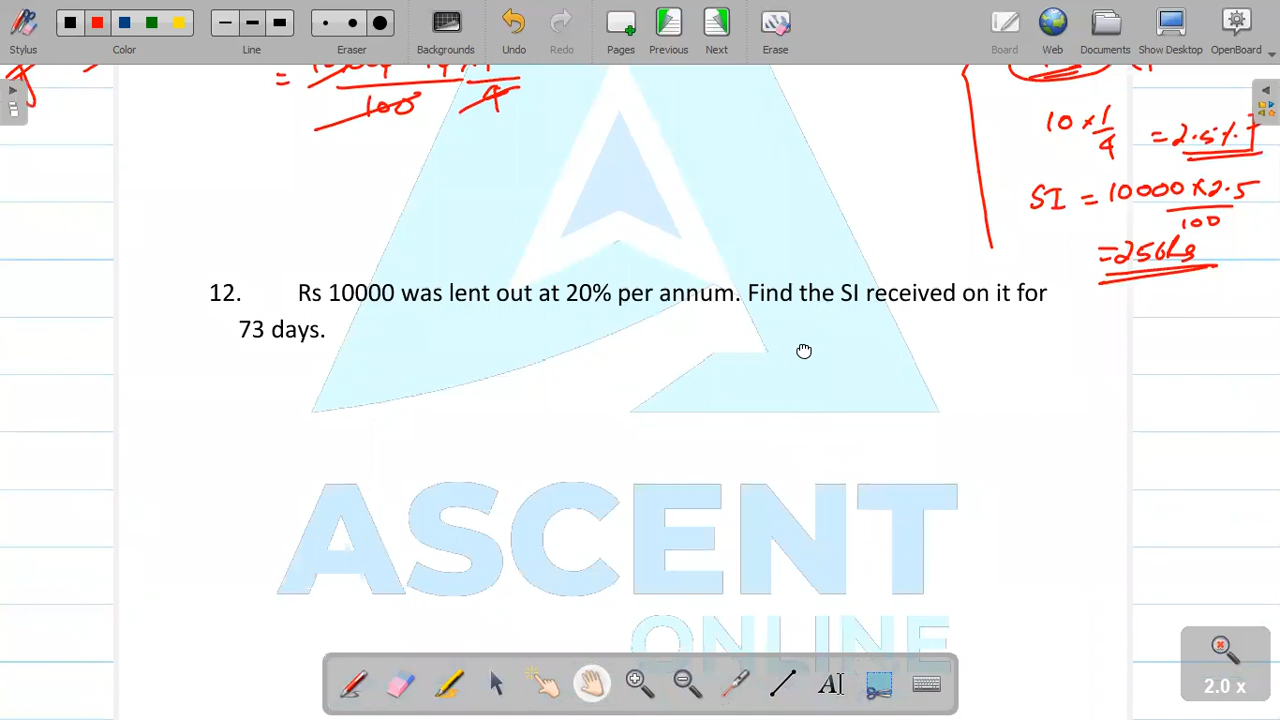 Stylus Color Line Eraser Backgrounds Undo Redo Pages Previous Next Erase Board Web Documents Show Desktop OpenBoard
=
100 4
10 × 1/4 = 2.5%
SI = 10000 × 2.5
100
= 250Rs
12. Rs 10000 was lent out at 20% per annum. Find the SI received on it for
73 days.
ASCENT
ONLINE
2.0 x